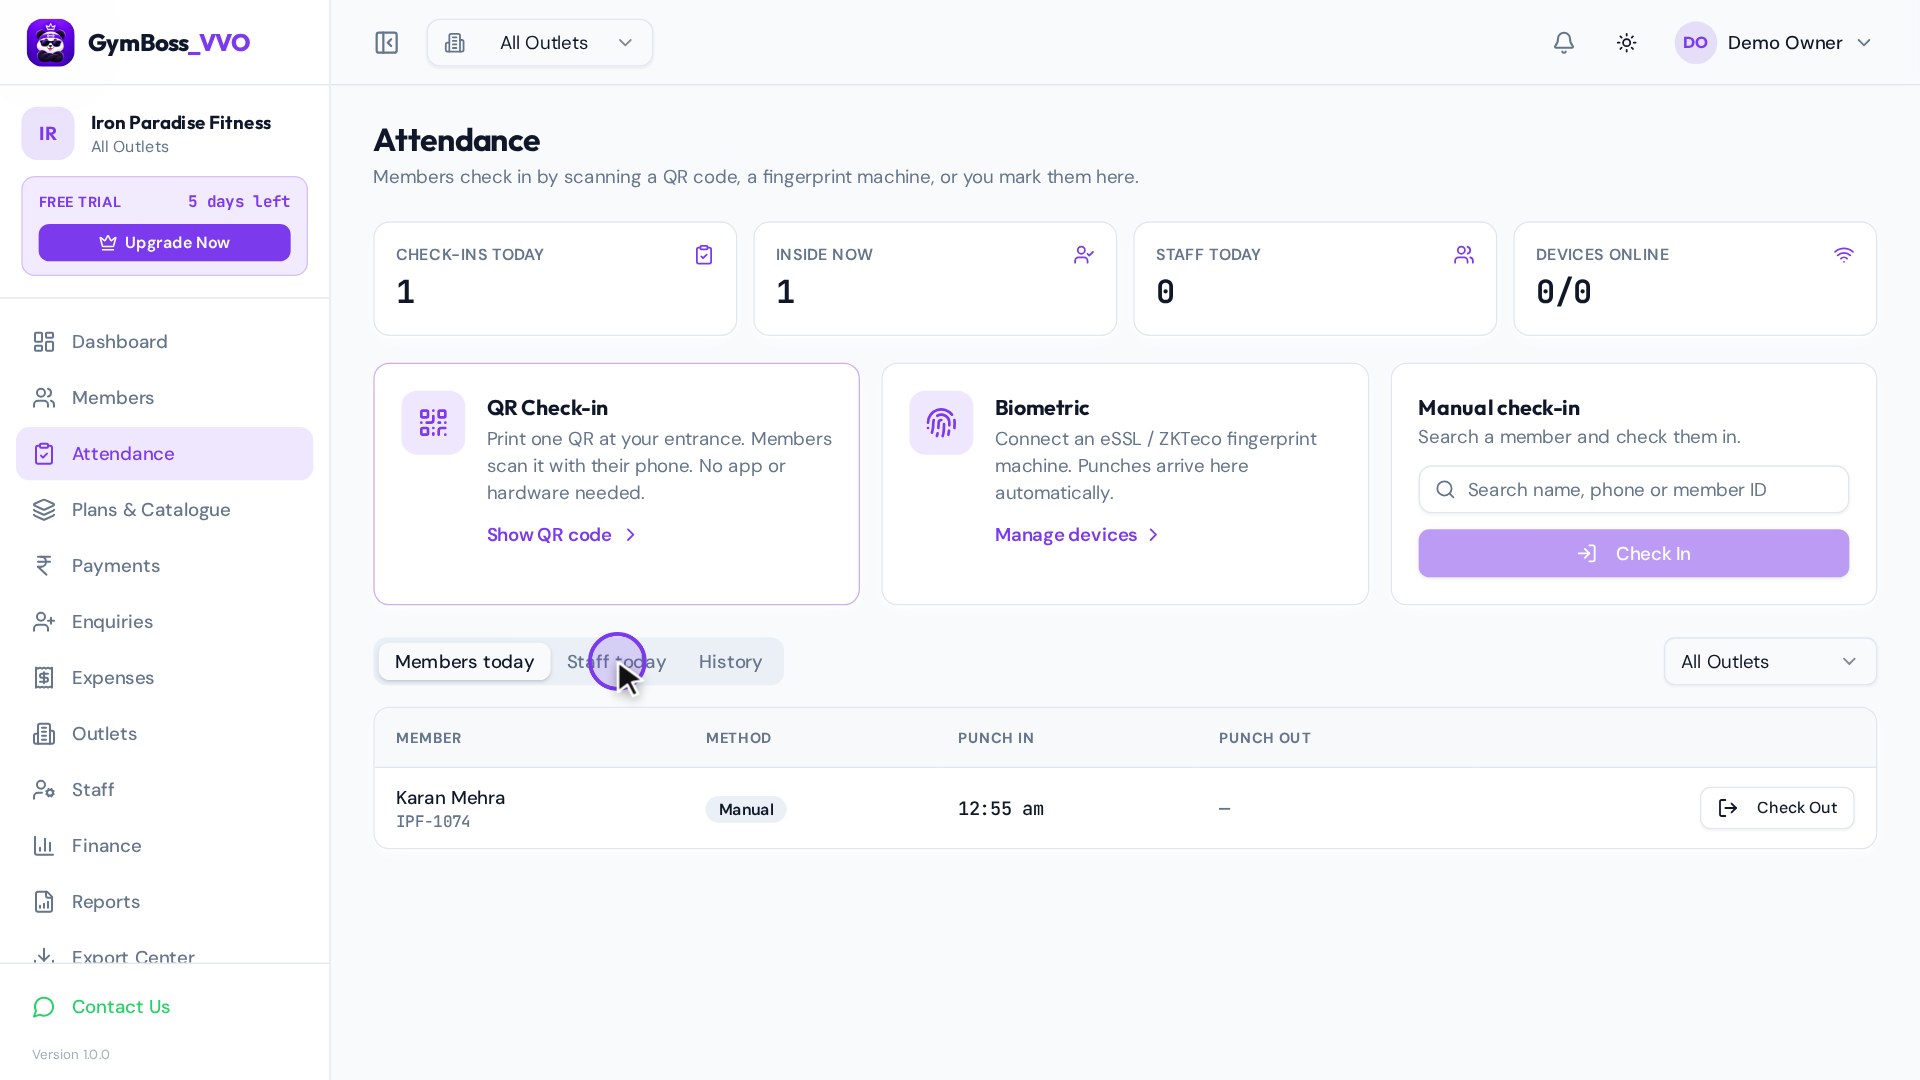 GymBoss_VVO
All Outlets
DO
Demo Owner
IR
Iron Paradise Fitness
All Outlets
FREE TRIAL
5 days left
Upgrade Now
Dashboard
Members
Attendance
Plans & Catalogue
Payments
Enquiries
Expenses
Outlets
Staff
Finance
Reports
Export Center
Contact Us
Version 1.0.0
Attendance
Members check in by scanning a QR code, a fingerprint machine, or you mark them here.
CHECK-INS TODAY
1
INSIDE NOW
1
STAFF TODAY
0
DEVICES ONLINE
0/0
QR Check-in
Print one QR at your entrance. Members
scan it with their phone. No app or
hardware needed.
Show QR code
Biometric
Connect an eSSL / ZKTeco fingerprint
machine. Punches arrive here
automatically.
Manage devices
Manual check-in
Search a member and check them in.
Search name, phone or member ID
Check In
Members today
Staff today
History
All Outlets
MEMBER
METHOD
PUNCH IN
PUNCH OUT
Karan Mehra
IPF-1074
Manual
12:55 am
—
Check Out